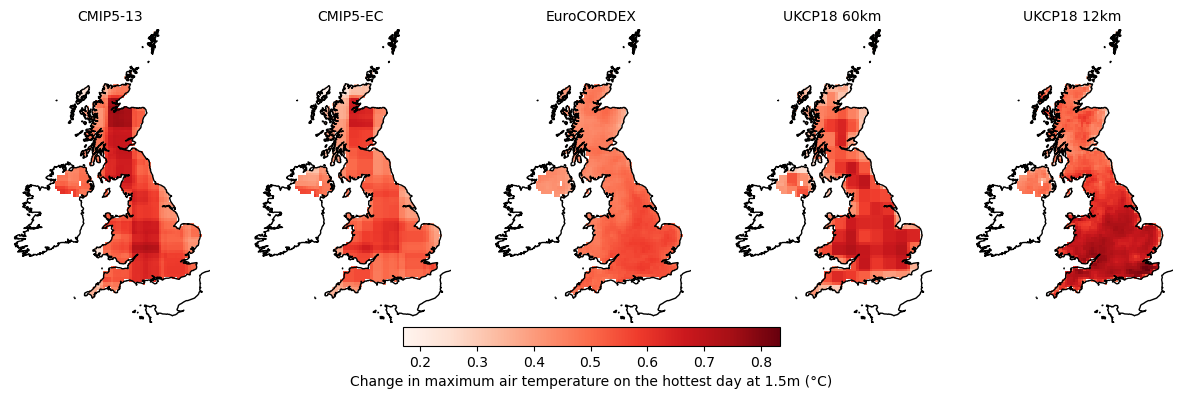 CMIP5-13
CMIP5-EC
EuroCORDEX
UKCP18 60km
UKCP18 12km
0.2 0.3 0.4 0.5 0.6 0.7 0.8
Change in maximum air temperature on the hottest day at 1.5m (°C)